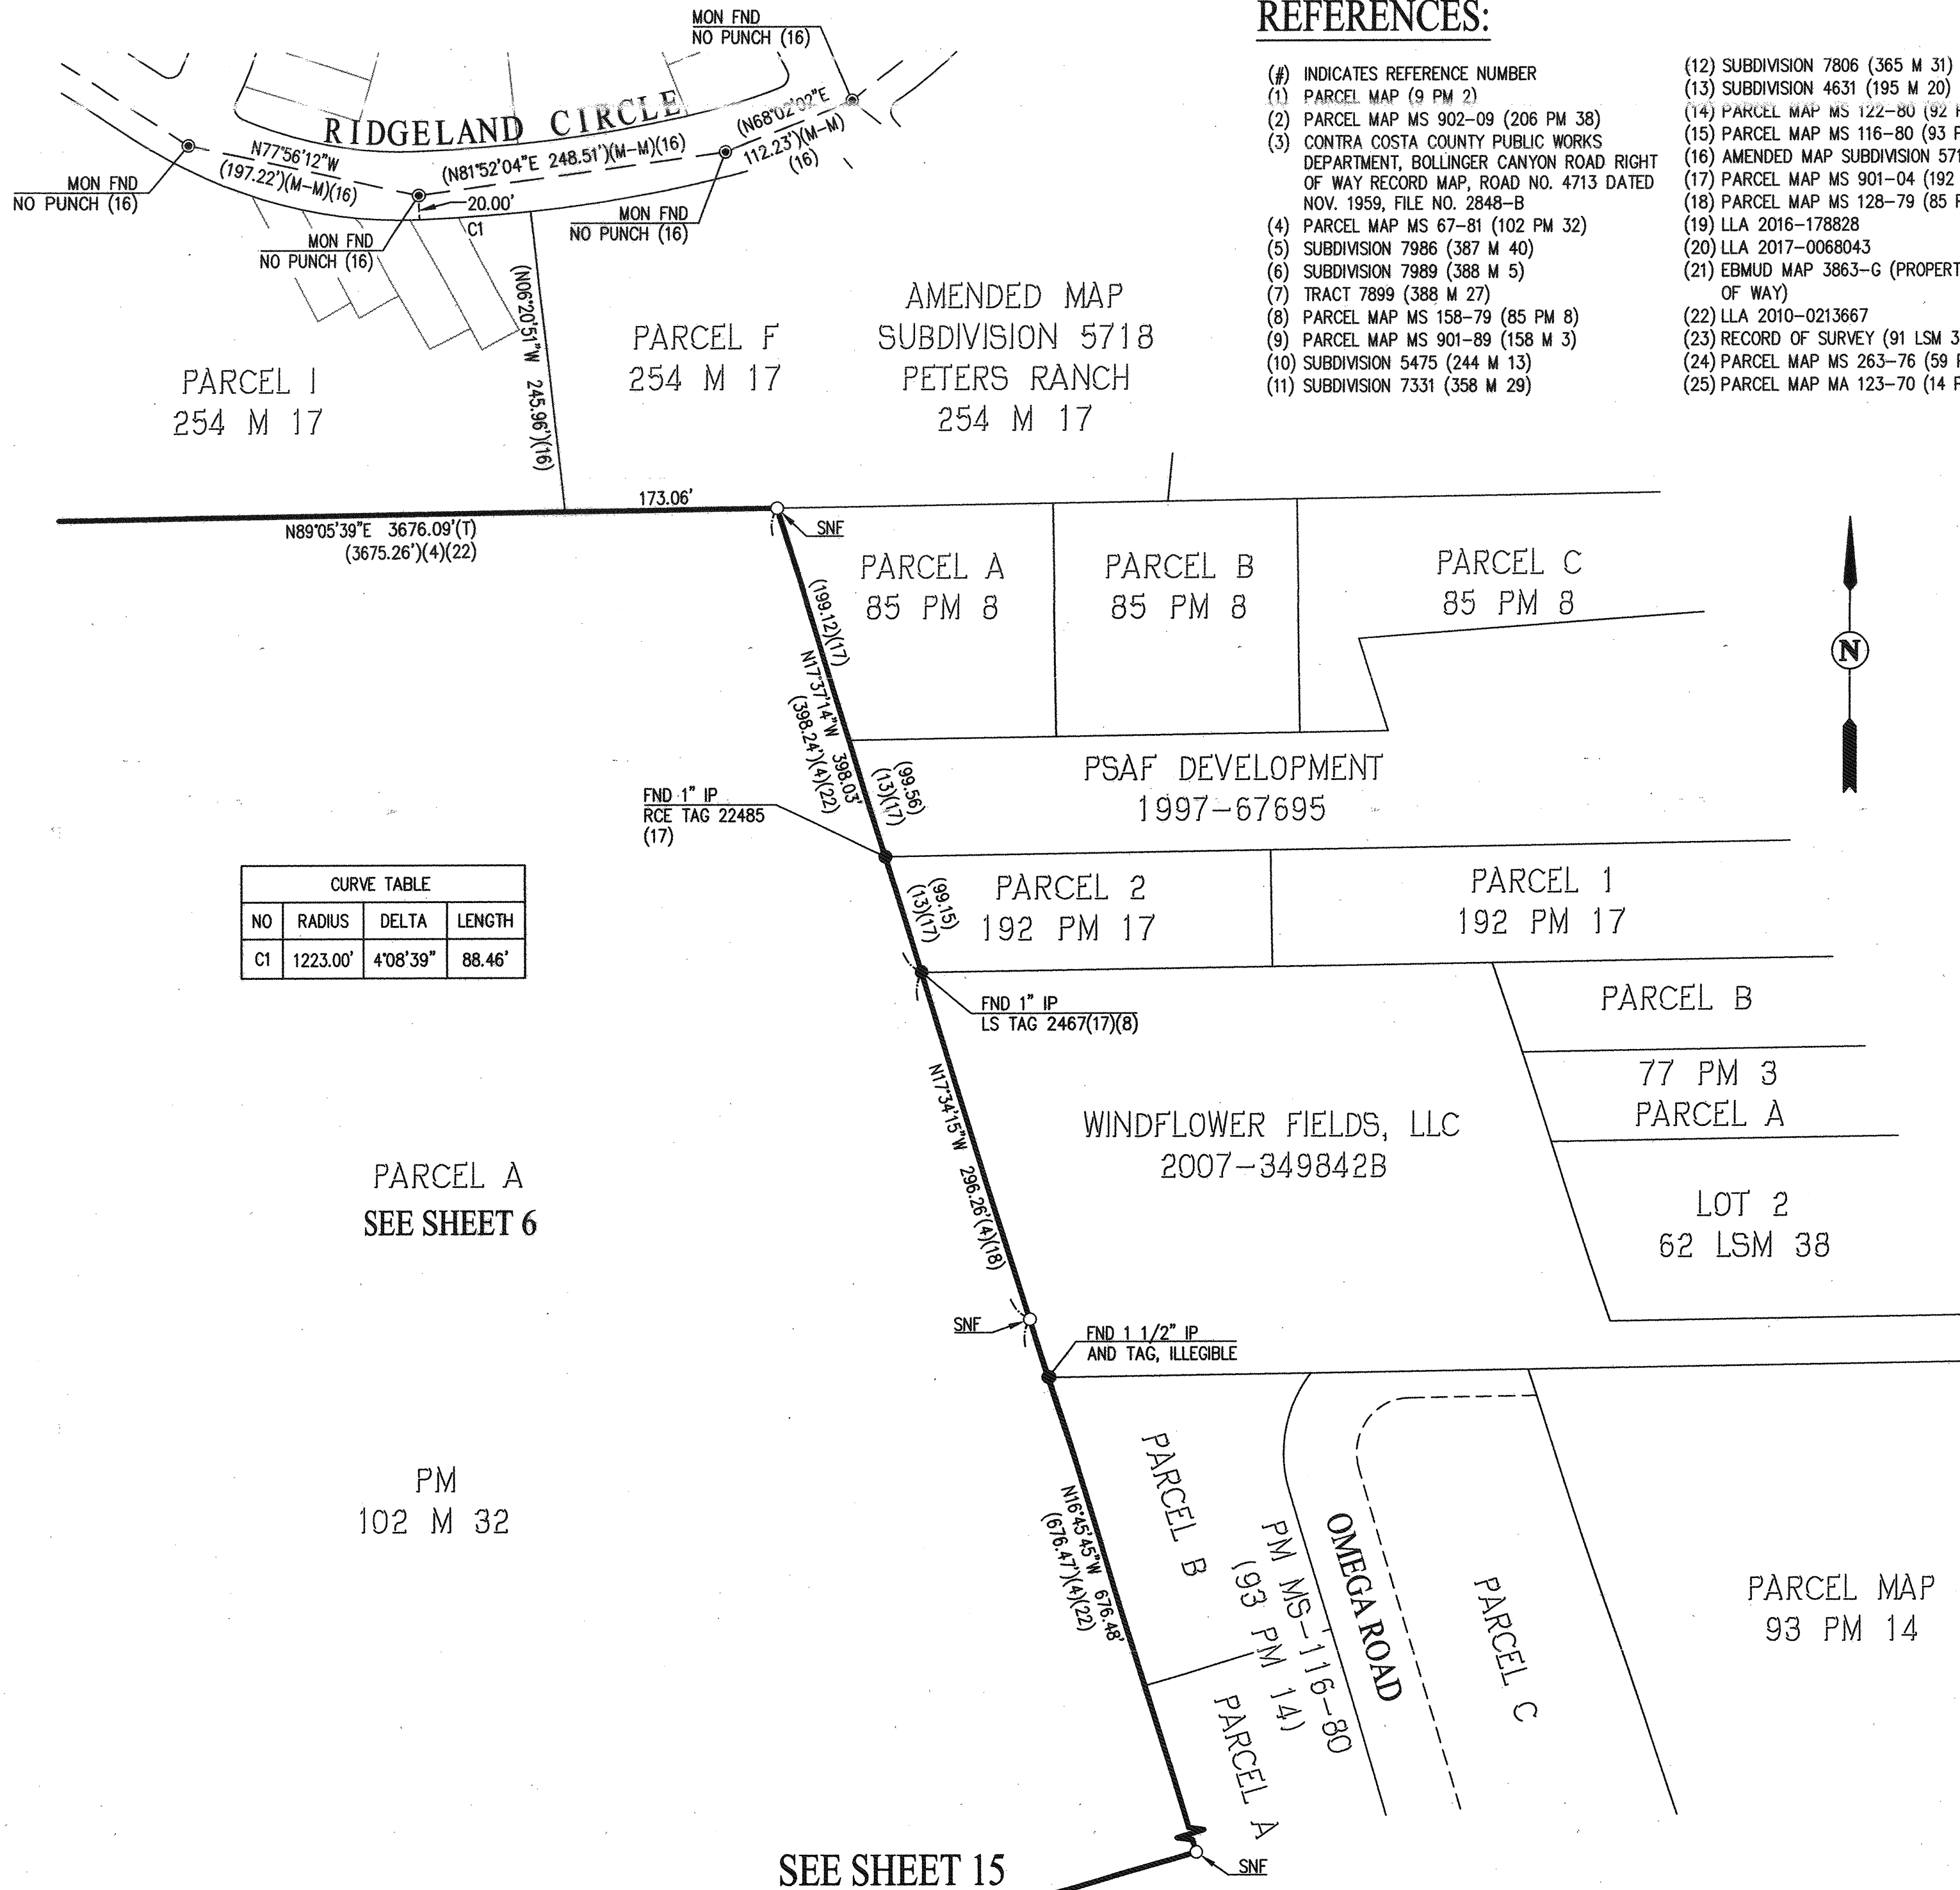 REFERENCES:
(#) INDICATES REFERENCE NUMBER
(1) PARCEL MAP (9 PM 2)
(2) PARCEL MAP MS 902-09 (206 PM 38)
(3) CONTRA COSTA COUNTY PUBLIC WORKS
DEPARTMENT, BOLLINGER CANYON ROAD RIGHT
OF WAY RECORD MAP, ROAD NO. 4713 DATED
NOV. 1959, FILE NO. 2848-B
(4) PARCEL MAP MS 67-81 (102 PM 32)
(5) SUBDIVISION 7986 (387 M 40)
(6) SUBDIVISION 7989 (388 M 5)
(7) TRACT 7899 (388 M 27)
(8) PARCEL MAP MS 158-79 (85 PM 8)
(9) PARCEL MAP MS 901-89 (158 M 3)
(10) SUBDIVISION 5475 (244 M 13)
(11) SUBDIVISION 7331 (358 M 29)
(12) SUBDIVISION 7806 (365 M 31)
(13) SUBDIVISION 4631 (195 M 20)
(14) PARCEL MAP MS 122-80 (92
(15) PARCEL MAP MS 116-80 (93
(16) AMENDED MAP SUBDIVISION
(17) PARCEL MAP MS 901-04 (192
(18) PARCEL MAP MS 128-79 (85
(19) LLA 2016-178828
(20) LLA 2017-0068043
(21) EBMUD MAP 3863-G
OF WAY)
(22) LLA 2010-0213667
(23) RECORD OF SURVEY (91 LSM
(24) PARCEL MAP MS 263-76 (59
(25) PARCEL MAP MA 123-70 (14
MON FND
NO PUNCH (16)
RIDGELAND CIRCLE
(N68°02'02"E
112.23')(M-M)
(16)
N77°56'12"W
(197.22')(M-M)(16)
(N81°52'04"E 248.51')(M-M)(16)
MON FND
NO PUNCH (16)
20.00'
C1
MON FND
NO PUNCH (16)
MON FND
NO PUNCH (16)
(N06°20'51"W 245.96')(16)
PARCEL I
254 M 17
PARCEL F
254 M 17
AMENDED MAP
SUBDIVISION 5718
PETERS RANCH
254 M 17
173.06'
N89°05'39"E 3676.09'(T)
(3675.26')(4)(22)
SNF
PARCEL A
85 PM 8
PARCEL B
85 PM 8
PARCEL C
85 PM 8
N
(199.12)(17)
N17°37'14"W 398.03'
(398.24')(4)(22)
(99.56)
(13)(17)
PSAF DEVELOPMENT
1997-67695
FND 1" IP
RCE TAG 22485
(17)
(99.15)
(13)(17)
PARCEL 2
192 PM 17
PARCEL 1
192 PM 17
CURVE TABLE
NO RADIUS DELTA LENGTH
C1 1223.00' 4°08'39" 88.46'
FND 1" IP
LS TAG 2467(17)(8)
PARCEL B
77 PM 3
PARCEL A
N17°34'15"W 296.26'(4)(18)
WINDFLOWER FIELDS, LLC
2007-349842B
LOT 2
62 LSM 38
PARCEL A
SEE SHEET 6
SNF
FND 1 1/2" IP
AND TAG, ILLEGIBLE
PM
102 M 32
N16°45'45"W 676.48'
(676.47')(4)(22)
PARCEL B
PM MS-116-80
(93 PM 14)
OMEGA ROAD
PARCEL C
PARCEL MAP
93 PM 14
PARCEL A
SNF
SEE SHEET 15